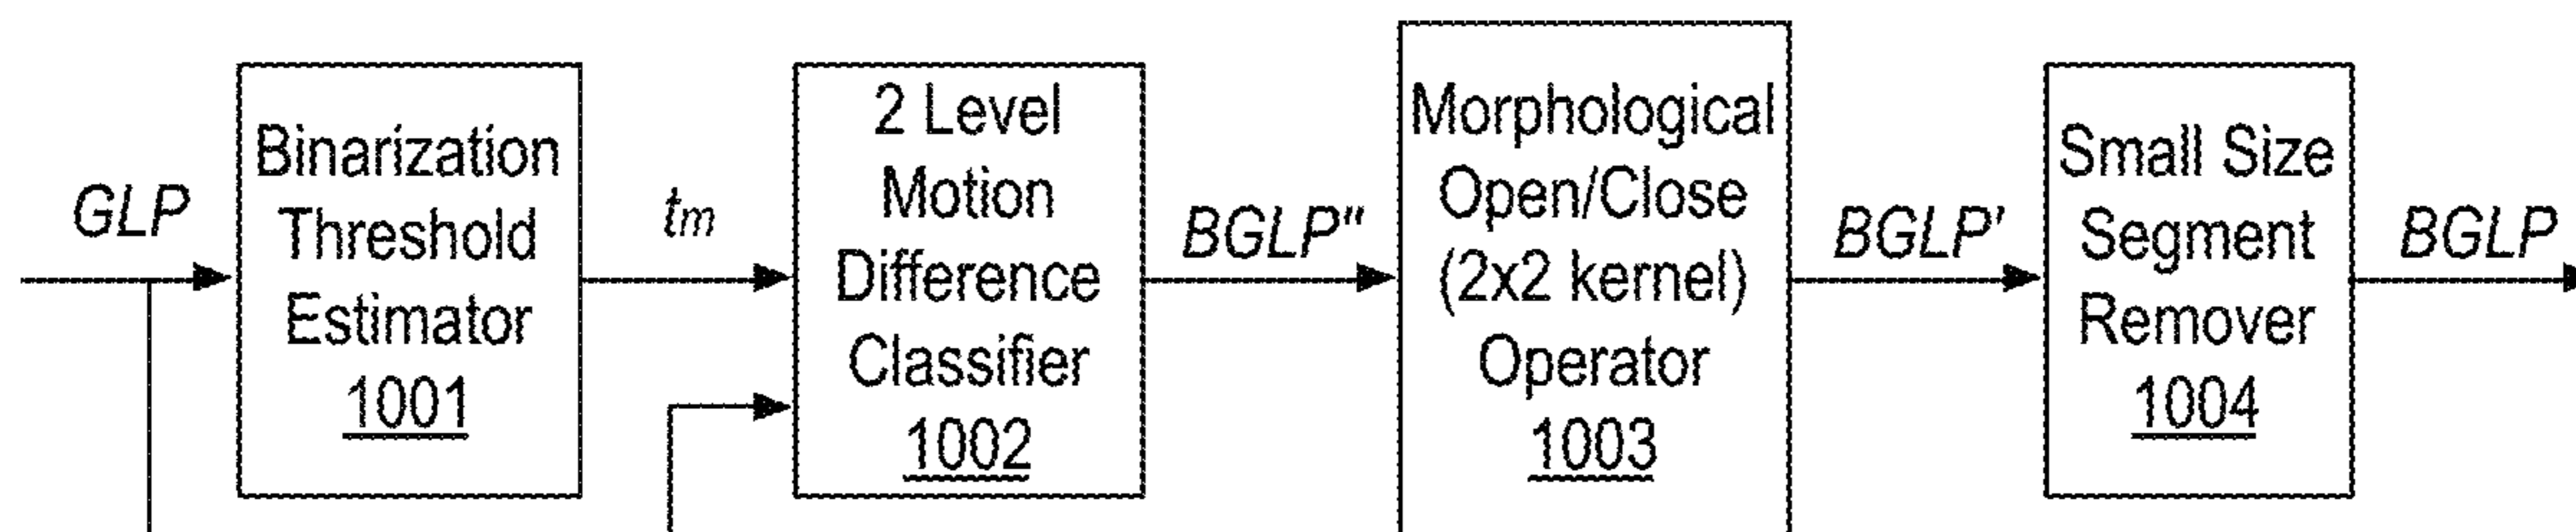 GLP
Binarization
Threshold
Estimator
1001
tm
2 Level
Motion
Difference
Classifier
1002
BGLP"
Morphological
Open/Close
(2x2 kernel)
Operator
1003
BGLP'
Small Size
Segment
Remover
1004
BGLP